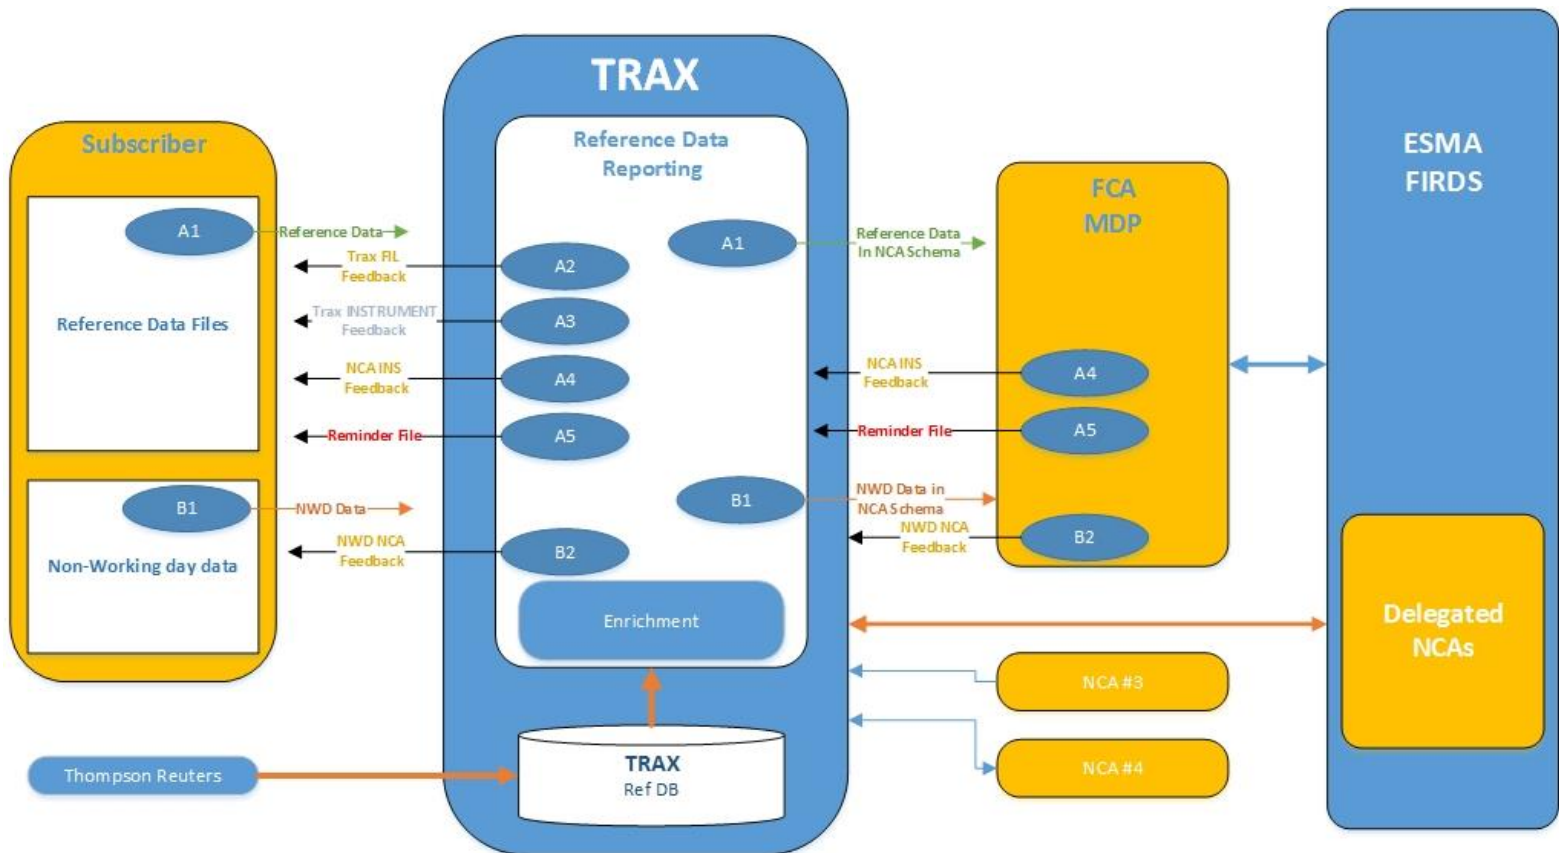 TRAX
Subscriber
A1
Reference Data
Trax FIL
Feedback
Trax INSTRUMENT
Feedback
Reference Data Files
NCA INS
Feedback
Reminder File
B1
NWD Data
NWD NCA
Feedback
Non-Working day data
Reference Data
Reporting
A1
A2
A3
A4
A5
B1
B2
Enrichment
TRAX
Ref DB
Thompson Reuters
Reference Data
In NCA Schema
NCA INS
Feedback
Reminder File
NWD Data in
NCA Schema
NWD NCA
Feedback
FCA
MDP
A4
A5
B2
NCA #3
NCA #4
ESMA
FIRDS
Delegated
NCAs